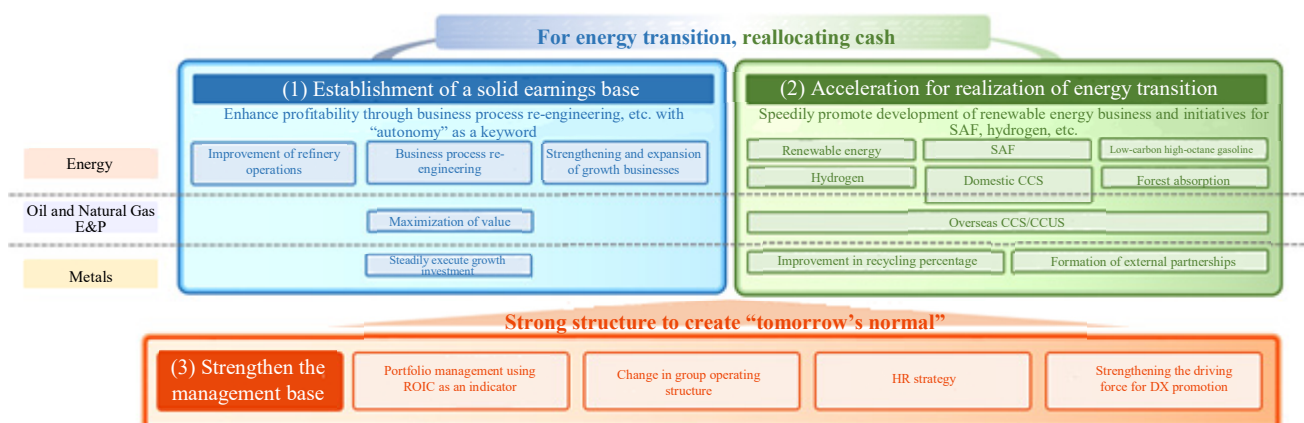 For energy transition, reallocating cash
(1) Establishment of a solid earnings base
Enhance profitability through business process re-engineering, etc. with
“autonomy” as a keyword
(2) Acceleration for realization of energy transition
Speedily promote development of renewable energy business and initiatives for
SAF, hydrogen, etc.
Energy
Improvement of refinery
operations
Business process re-
engineering
Strengthening and expansion
of growth businesses
Renewable energy
SAF
Low-carbon high-octane gasoline
Hydrogen
Domestic CCS
Forest absorption
Oil and Natural Gas
E&P
Maximization of value
Overseas CCS/CCUS
Metals
Steadily execute growth
investment
Improvement in recycling percentage
Formation of external partnerships
Strong structure to create “tomorrow’s normal”
(3) Strengthen the
management base
Portfolio management using
ROIC as an indicator
Change in group operating
structure
HR strategy
Strengthening the driving
force for DX promotion